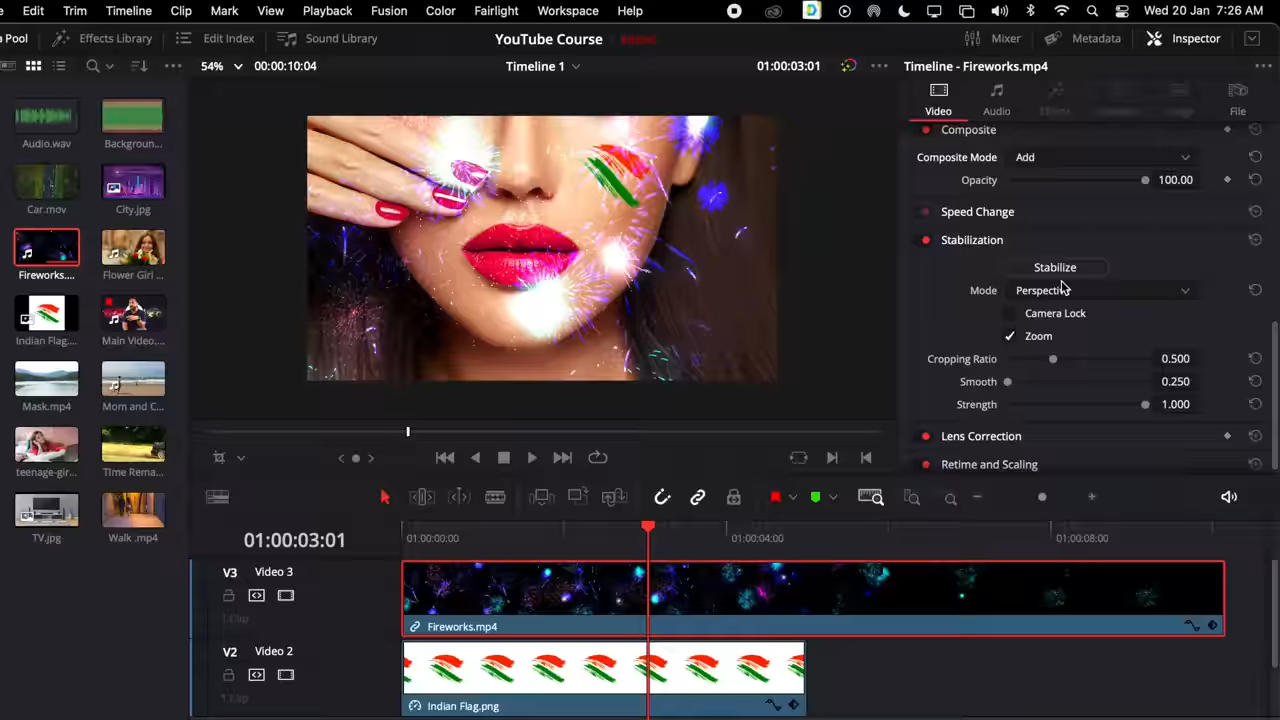 Edit Trim Timeline Clip Mark View Playback Fusion Color Fairlight Workspace Help Wed 20 Jan 7:26 AM
Pool Effects Library Edit Index Sound Library YouTube Course Mixer Metadata Inspector
54% 00:00:10:04 Timeline 1 01:00:03:01 Timeline - Fireworks.mp4
Video Audio Effects File
Audio.wav Backgroun...
Car.mov City.jpg
Fireworks.... Flower Girl ...
Indian Flag.... Main Video....
Mask.mp4 Mom and C...
teenage-gir... Time Rema...
TV.jpg Walk .mp4
Composite
Composite Mode Add
Opacity 100.00
Speed Change
Stabilization
Stabilize
Mode Perspective
Camera Lock
Zoom
Cropping Ratio 0.500
Smooth 0.250
Strength 1.000
Lens Correction
Retime and Scaling
01:00:03:01 01:00:00:00 01:00:04:00 01:00:08:00
V3 Video 3
1 Clip
Fireworks.mp4
V2 Video 2
1 Clip
Indian Flag.png